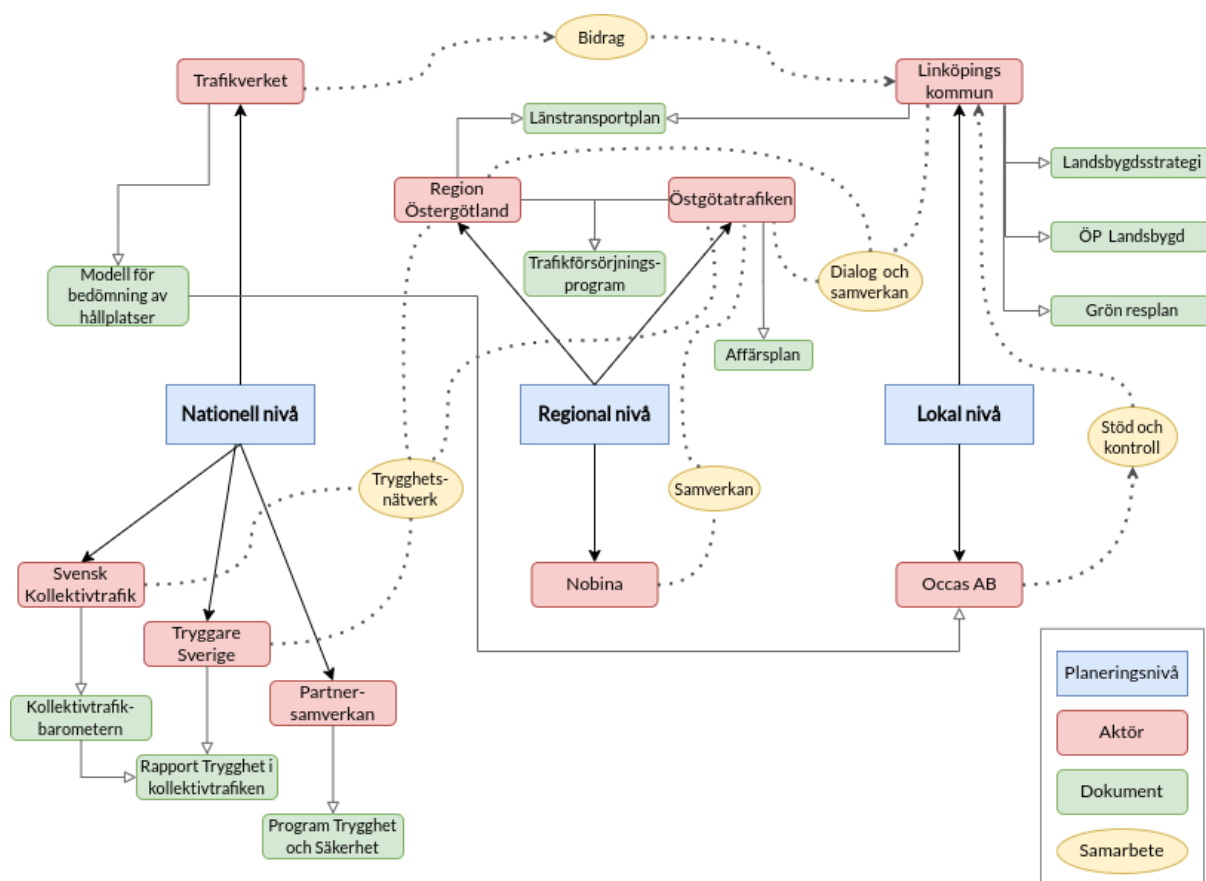 Bidrag
Trafikverket
Linköpings
kommun
Länstransportplan
Landsbygdsstrategi
Region
Östergötland
Östgötatrafiken
ÖP Landsbygd
Modell för
bedömning av
hållplatser
Trafikförsörjnings-
program
Dialog och
samverkan
Grön resplan
Affärsplan
Nationell nivå
Regional nivå
Lokal nivå
Stöd och
kontroll
Trygghets-
nätverk
Samverkan
Svensk
Kollektivtrafik
Nobina
Occas AB
Tryggare
Sverige
Partner-
samverkan
Kollektivtrafik-
barometern
Rapport Trygghet i
kollektivtrafiken
Program Trygghet
och Säkerhet
Planeringsnivå
Aktör
Dokument
Samarbete